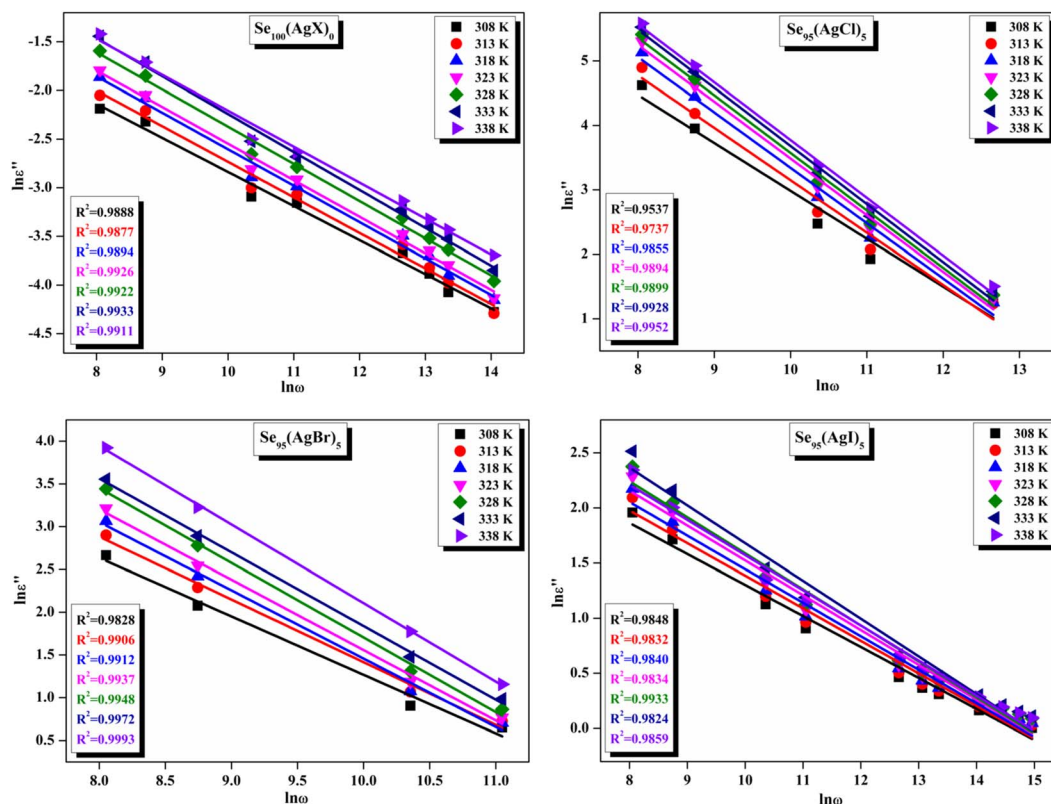 Se₁₀₀(AgX)₀
308 K
313 K
318 K
323 K
328 K
333 K
338 K
-1.5
-2.0
-2.5
-3.0
-3.5
-4.0
-4.5
lnε"
R²=0.9888
R²=0.9877
R²=0.9894
R²=0.9926
R²=0.9922
R²=0.9933
R²=0.9911
8 9 10 11 12 13 14
lnω
Se₉₅(AgCl)₅
308 K
313 K
318 K
323 K
328 K
333 K
338 K
5
4
3
2
1
lnε"
R²=0.9537
R²=0.9737
R²=0.9855
R²=0.9894
R²=0.9899
R²=0.9928
R²=0.9952
8 9 10 11 12 13
lnω
Se₉₅(AgBr)₅
308 K
313 K
318 K
323 K
328 K
333 K
338 K
4.0
3.5
3.0
2.5
2.0
1.5
1.0
0.5
lnε"
R²=0.9828
R²=0.9906
R²=0.9912
R²=0.9937
R²=0.9948
R²=0.9972
R²=0.9993
8.0 8.5 9.0 9.5 10.0 10.5 11.0
lnω
Se₉₅(AgI)₅
308 K
313 K
318 K
323 K
328 K
333 K
338 K
2.5
2.0
1.5
1.0
0.5
0.0
lnε"
R²=0.9848
R²=0.9832
R²=0.9840
R²=0.9834
R²=0.9933
R²=0.9824
R²=0.9859
8 9 10 11 12 13 14 15
lnω